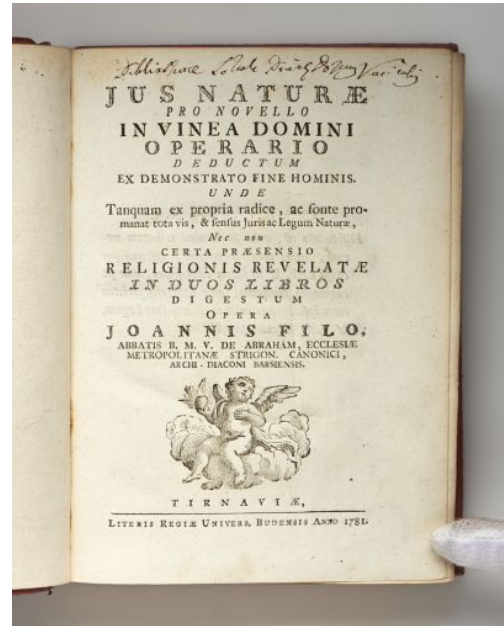 JUS NATURÆ
PRO NOVELLO
IN VINEA DOMINI
OPERARIO
DEDUCTUM
EX DEMONSTRATO FINE HOMINIS.
UNDE
Tanquam ex propria radice, ac fonte pro-
manat tota vis, & sensus Juris ac Legum Naturæ,
Nec non
CERTA PRÆSENSIO
RELIGIONIS REVELATÆ
IN DUOS LIBROS
DIGESTUM
OPERA
JOANNIS FILO,
ABBATIS B. M. V. DE ABRAHÁM, ECCLESIÆ
METROPOLITANÆ STRIGON. CANONICI,
ARCHI-DIACONI BARSIENSIS.
TIRNAVIÆ,
LITERIS REGIÆ UNIVERS. BUDENSIS ANNO 1781.